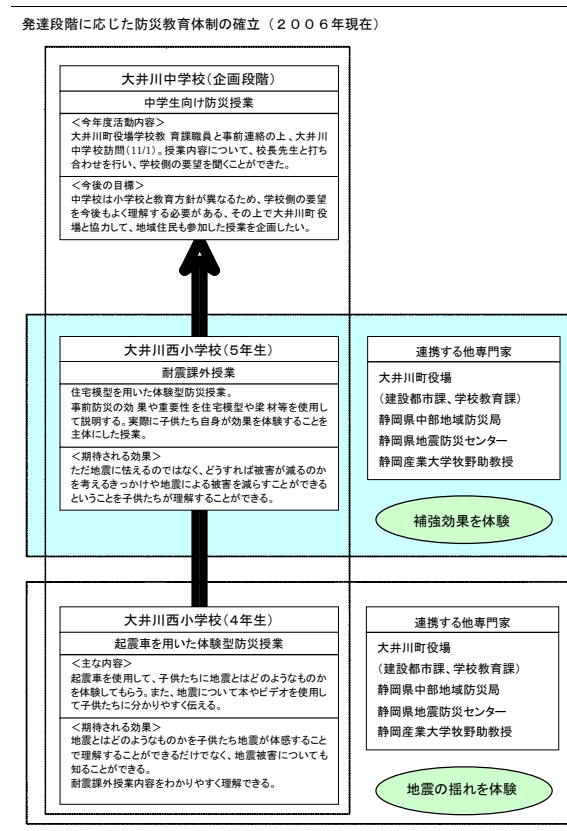 発達段階に応じた防災教育体制の確立（２００６年現在）
大井川中学校（企画段階）
中学生向け防災授業
＜今年度活動内容＞
大井川町役場学校教 育課職員と事前連絡の上、大井川
中学校訪問（11/1）。授業内容について、校長先生と打ち
合わせを行い、学校側の要望を聞くことができた。
＜今後の目標＞
中学校は小学校と教育方針が異なるため、学校側の要望
を今後もよく理解する必要がある、その上で大井川町役
場と協力して、地域住民も参加した授業を企画したい。
大井川西小学校（５年生）
耐震課外授業
住宅模型を用いた体験型防災授業。
事前防災の効果や重要性を住宅模型や梁材等を使用し
て説明する。実際に子供たち自身が効果を体験することを
主体にした授業。
＜期待される効果＞
ただ地震に怯えるのではなく、どうすれば被害が減るのか
を考えるきっかけや地震による被害を減らすことができる
ということを子供たちが理解することができる。
連携する他専門家
大井川町役場
（建設都市課、学校教育課）
静岡県中部地域防災局
静岡県地震防災センター
静岡産業大学牧野助教授
補強効果を体験
大井川西小学校（４年生）
起震車を用いた体験型防災授業
＜主な内容＞
起震車を使用して、子供たちに地震とはどのようなものか
を体験してもらう。また、地震について本やビデオを使用し
て子供たちに分かりやすく伝える。
＜期待される効果＞
地震とはどのようなものかを子供たち地震が体感すること
で理解することができるだけでなく、地震被害についても
知ることができる。
耐震課外授業内容をわかりやすく理解できる。
連携する他専門家
大井川町役場
（建設都市課、学校教育課）
静岡県中部地域防災局
静岡県地震防災センター
静岡産業大学牧野助教授
地震の揺れを体験